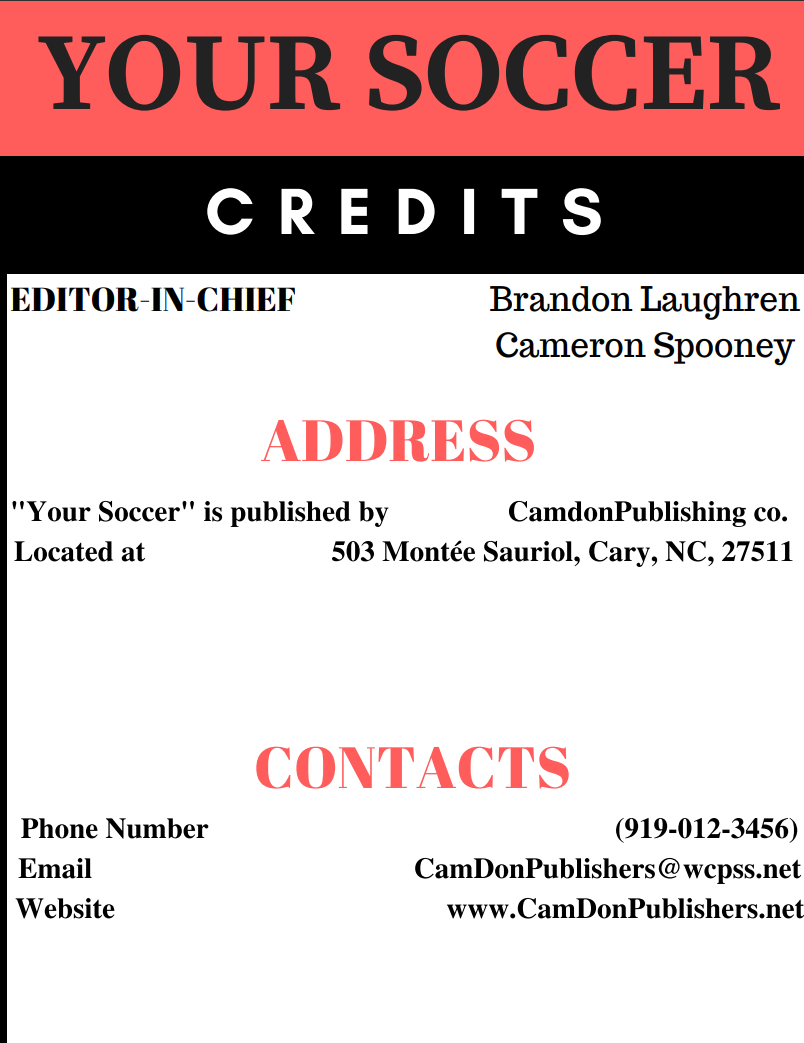 YOUR SOCCER
CREDITS
EDITOR-IN-CHIEF Brandon Laughren
Cameron Spooney
ADDRESS
"Your Soccer" is published by CamdonPublishing co.
Located at 503 Montée Sauriol, Cary, NC, 27511
CONTACTS
Phone Number (919-012-3456)
Email CamDonPublishers@wcpss.net
Website www.CamDonPublishers.net